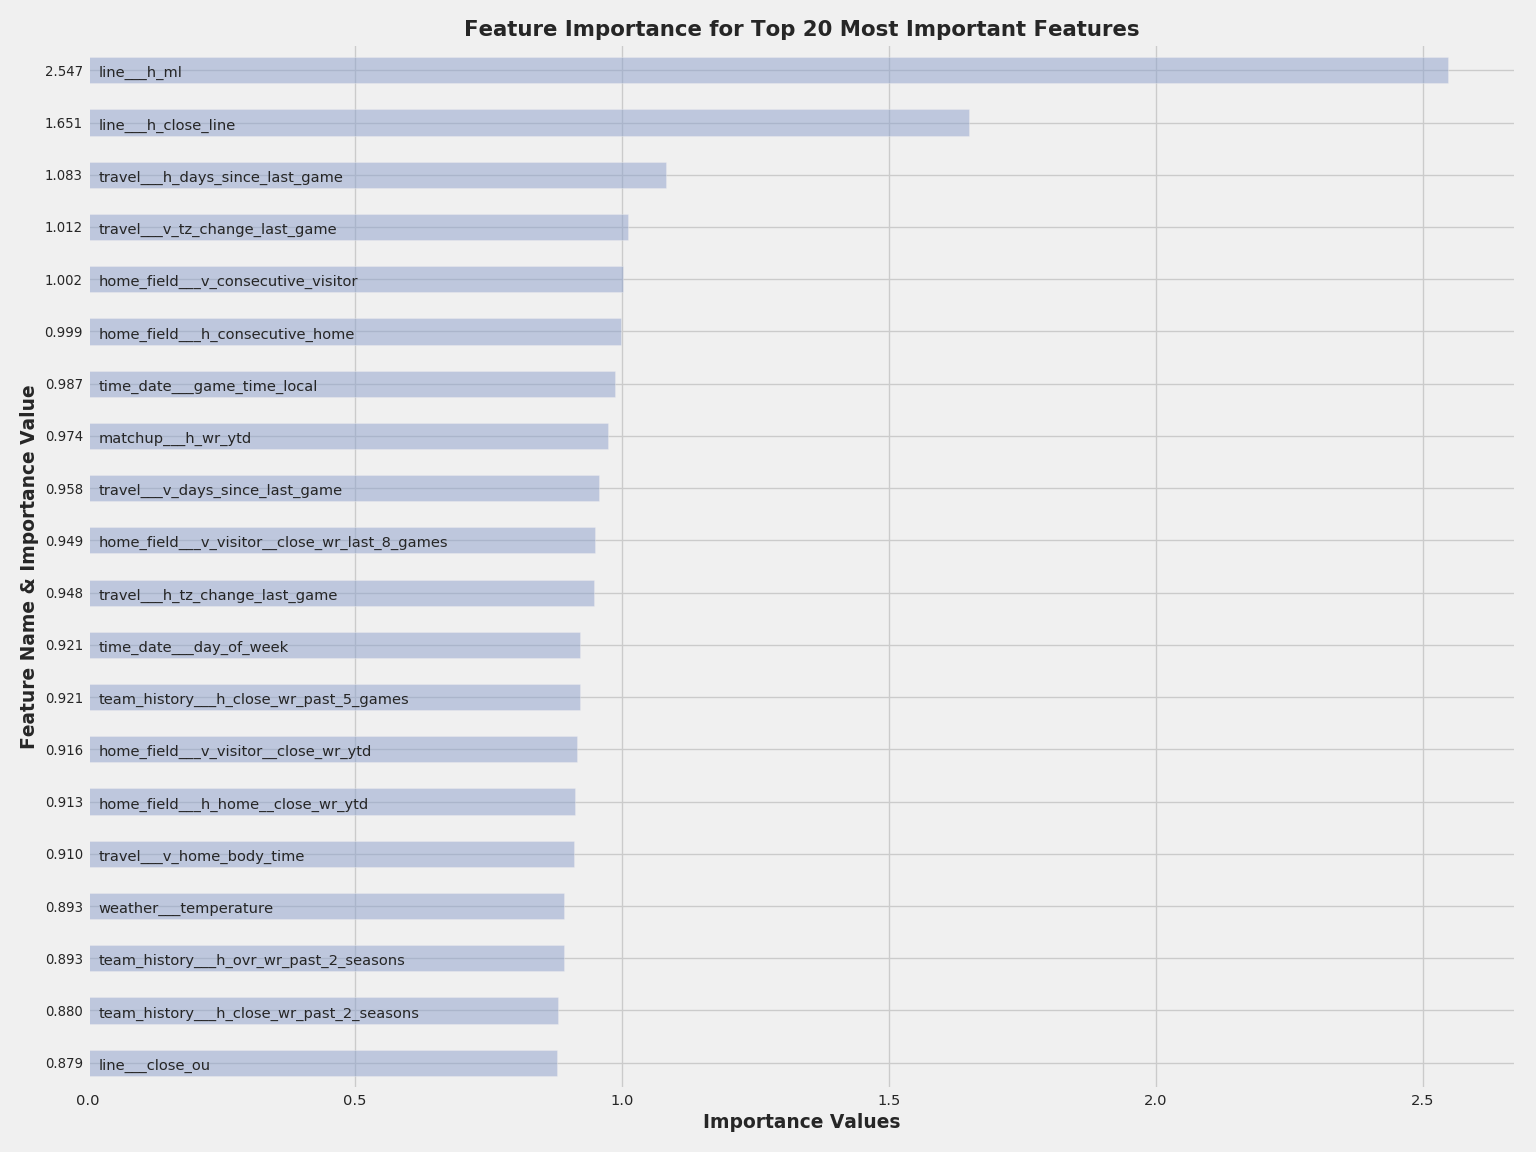 Feature Importance for Top 20 Most Important Features
2.547 line___h_ml
1.651 line___h_close_line
1.083 travel___h_days_since_last_game
1.012 travel___v_tz_change_last_game
1.002 home_field___v_consecutive_visitor
0.999 home_field___h_consecutive_home
0.987 time_date___game_time_local
0.974 matchup___h_wr_ytd
0.958 travel___v_days_since_last_game
0.949 home_field___v_visitor__close_wr_last_8_games
0.948 travel___h_tz_change_last_game
0.921 time_date___day_of_week
0.921 team_history___h_close_wr_past_5_games
0.916 home_field___v_visitor__close_wr_ytd
0.913 home_field___h_home__close_wr_ytd
0.910 travel___v_home_body_time
0.893 weather___temperature
0.893 team_history___h_ovr_wr_past_2_seasons
0.880 team_history___h_close_wr_past_2_seasons
0.879 line___close_ou
Feature Name & Importance Value
0.0 0.5 1.0 1.5 2.0 2.5
Importance Values